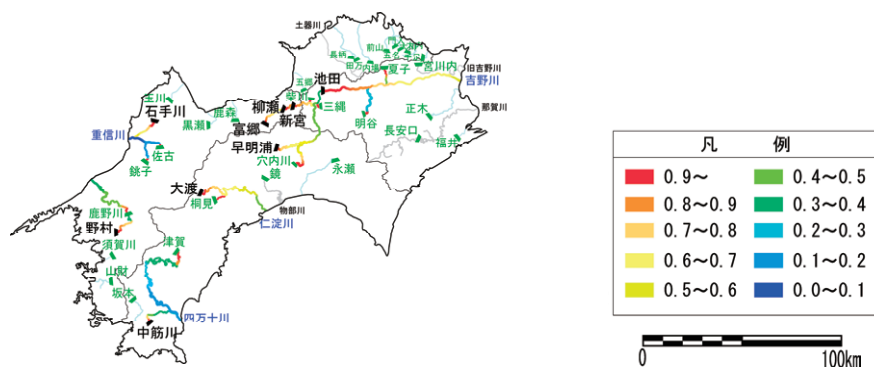 土器川
門入
前山
五名
長柄
田万
内場
夏子
宮川内
旧吉野川
吉野川
五郷
池田
柴川
玉川
石手川
柳瀬
鹿森
黒瀬
新宮
三縄
富郷
明谷
正木
那賀川
重信川
早明浦
長安口
福井
佐古
穴内川
銚子
鏡
永瀬
大渡
桐見
物部川
仁淀川
鹿野川
野村
須賀川
津賀
山財
坂本
四万十川
中筋川
凡 例
0.9～ 0.4～0.5
0.8～0.9 0.3～0.4
0.7～0.8 0.2～0.3
0.6～0.7 0.1～0.2
0.5～0.6 0.0～0.1
0 100km